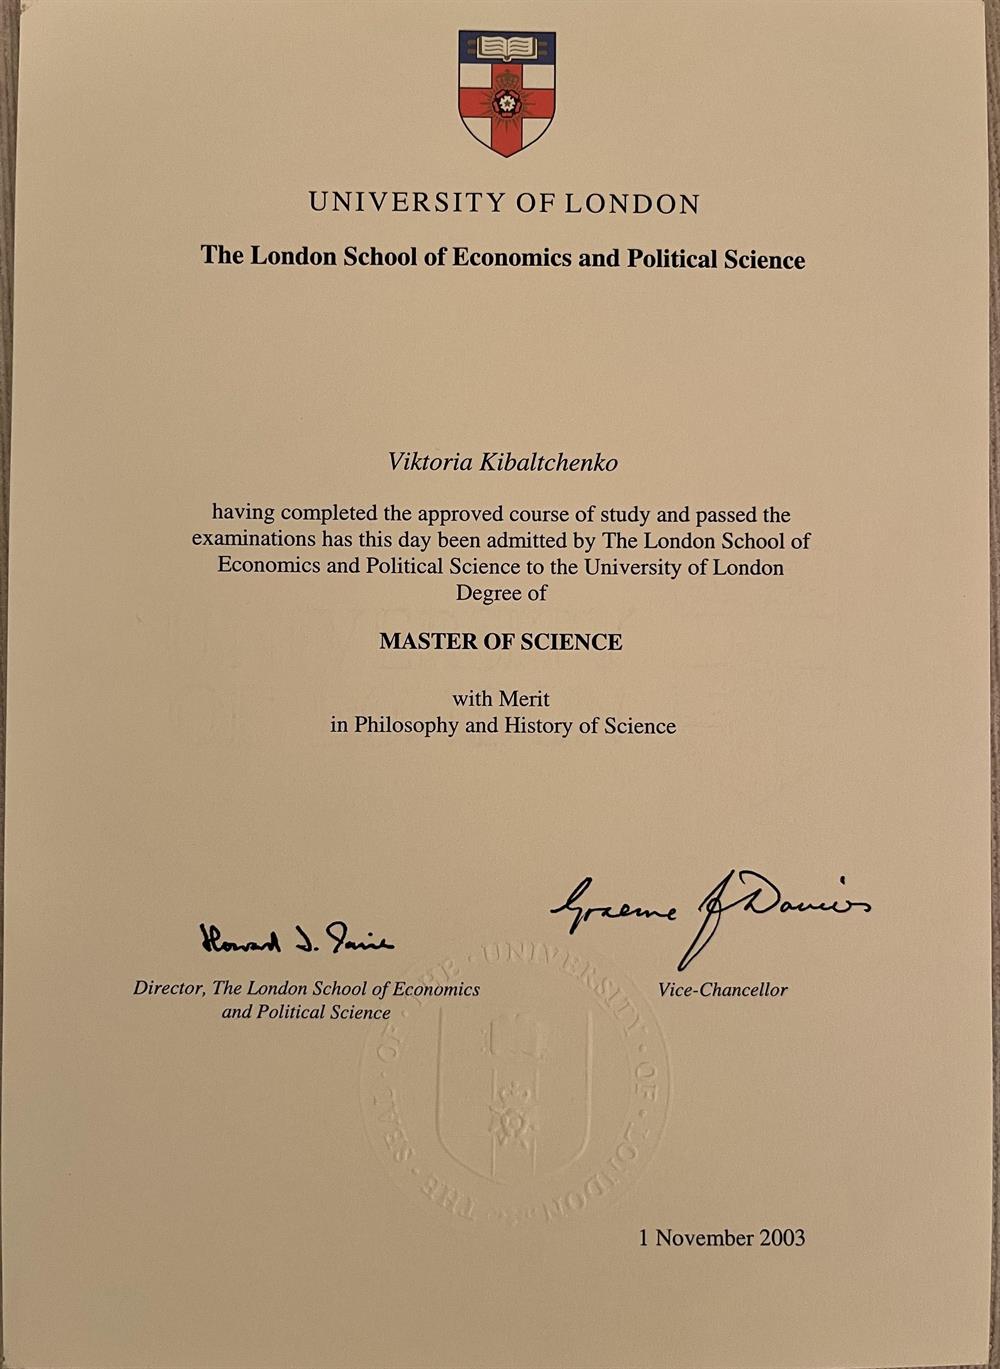 UNIVERSITY OF LONDON
The London School of Economics and Political Science
Viktoria Kibaltchenko
having completed the approved course of study and passed the
examinations has this day been admitted by The London School of
Economics and Political Science to the University of London
Degree of
MASTER OF SCIENCE
with Merit
in Philosophy and History of Science
Howard J. Davies
Graeme J Davies
Director, The London School of Economics
and Political Science
Vice-Chancellor
THE · SEAL · OF · THE · UNIVERSITY · OF · LONDON
1 November 2003